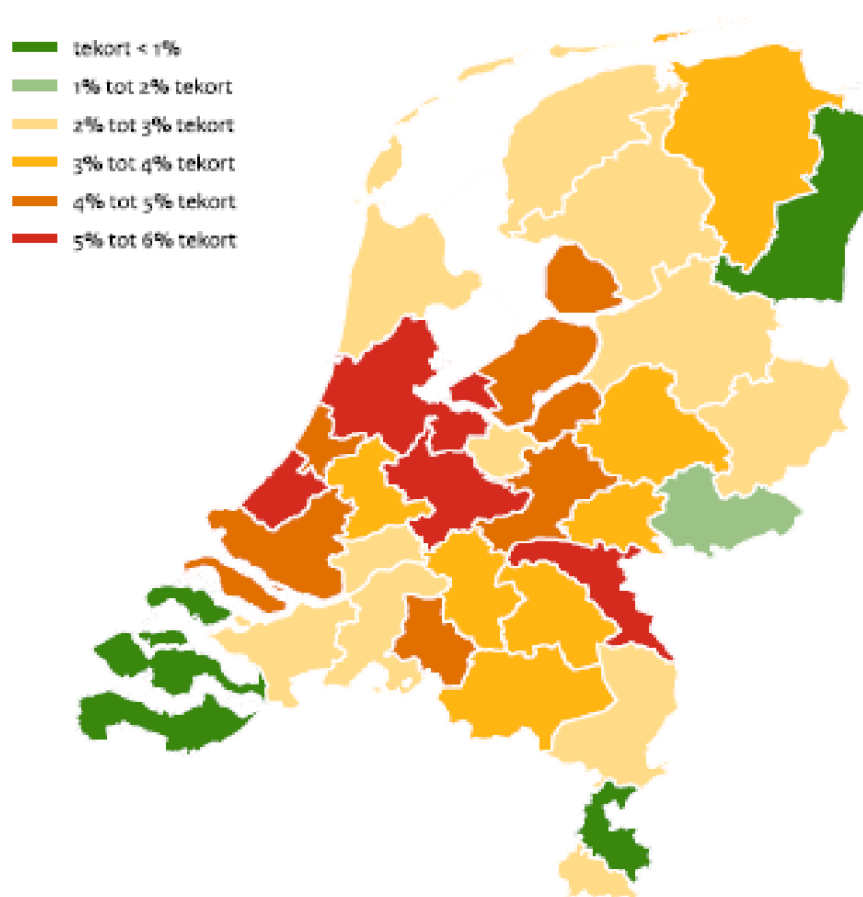 tekort < 1%
1% tot 2% tekort
2% tot 3% tekort
3% tot 4% tekort
4% tot 5% tekort
5% tot 6% tekort